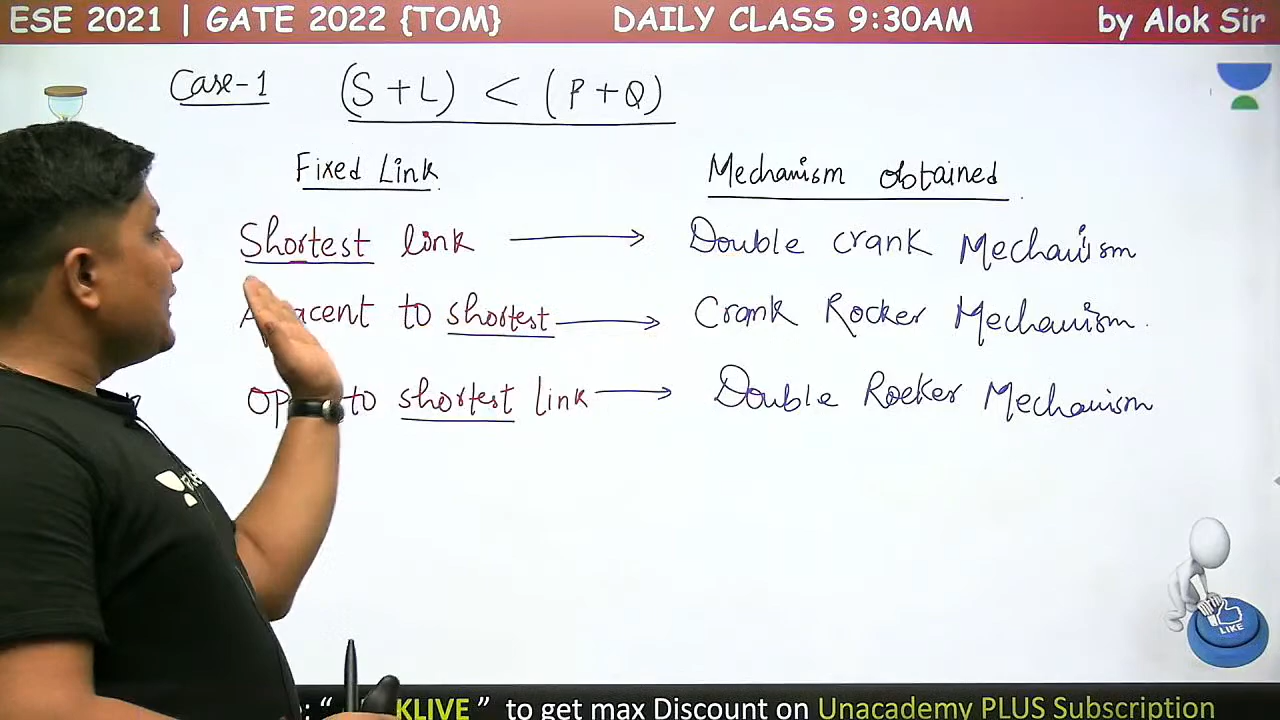 ESE 2021 | GATE 2022 {TOM} DAILY CLASS 9:30AM by Alok Sir
Case-1 (S+L) < (P+Q)
Fixed Link Mechanism obtained
Shortest link Double crank Mechanism
to shortest Crank Rocker Mechanism.
to shortest link Double Rocker Mechanism
LIKE
KLIVE" to get max Discount on Unacademy PLUS Subscription